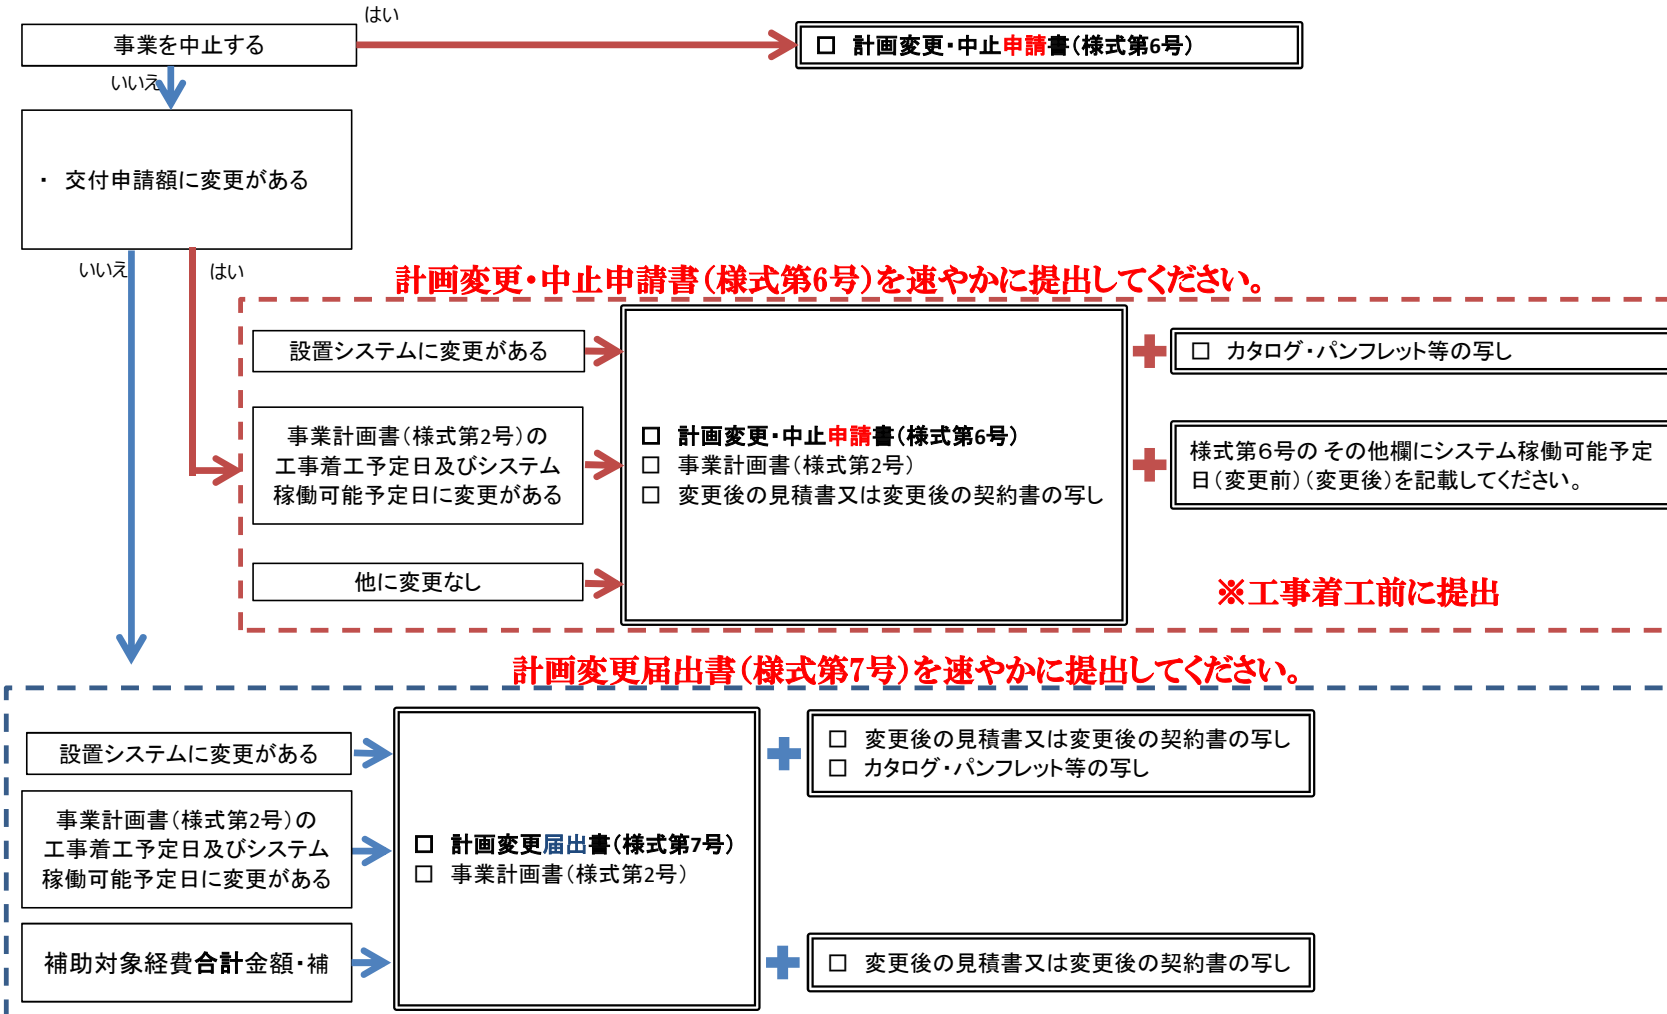 はい
事業を中止する
□ 計画変更・中止申請書(様式第6号)
いいえ
・ 交付申請額に変更がある
いいえ
はい
計画変更・中止申請書(様式第6号)を速やかに提出してください。
設置システムに変更がある
事業計画書(様式第2号)の
工事着工予定日及びシステム
稼働可能予定日に変更がある
他に変更なし
□ 計画変更・中止申請書(様式第6号)
□ 事業計画書(様式第2号)
□ 変更後の見積書又は変更後の契約書の写し
□ カタログ・パンフレット等の写し
様式第6号の その他欄にシステム稼働可能予定
日(変更前)(変更後)を記載してください。
※工事着工前に提出
計画変更届出書(様式第7号)を速やかに提出してください。
設置システムに変更がある
事業計画書(様式第2号)の
工事着工予定日及びシステム
稼働可能予定日に変更がある
補助対象経費合計金額・補
□ 計画変更届出書(様式第7号)
□ 事業計画書(様式第2号)
□ 変更後の見積書又は変更後の契約書の写し
□ カタログ・パンフレット等の写し
□ 変更後の見積書又は変更後の契約書の写し